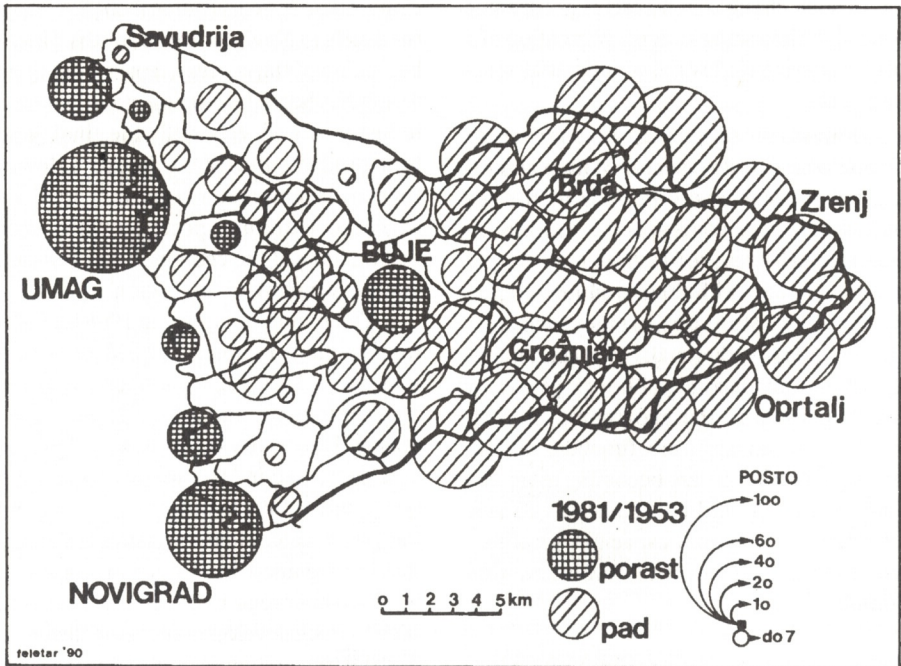 Savudrija
Brda
Zrenj
BUJE
UMAG
Grožnjan
Oprtalj
POSTO
1oo
6o
4o
2o
1o
do 7
1981/1953
porast
pad
NOVIGRAD
o 1 2 3 4 5 km
feletar '90